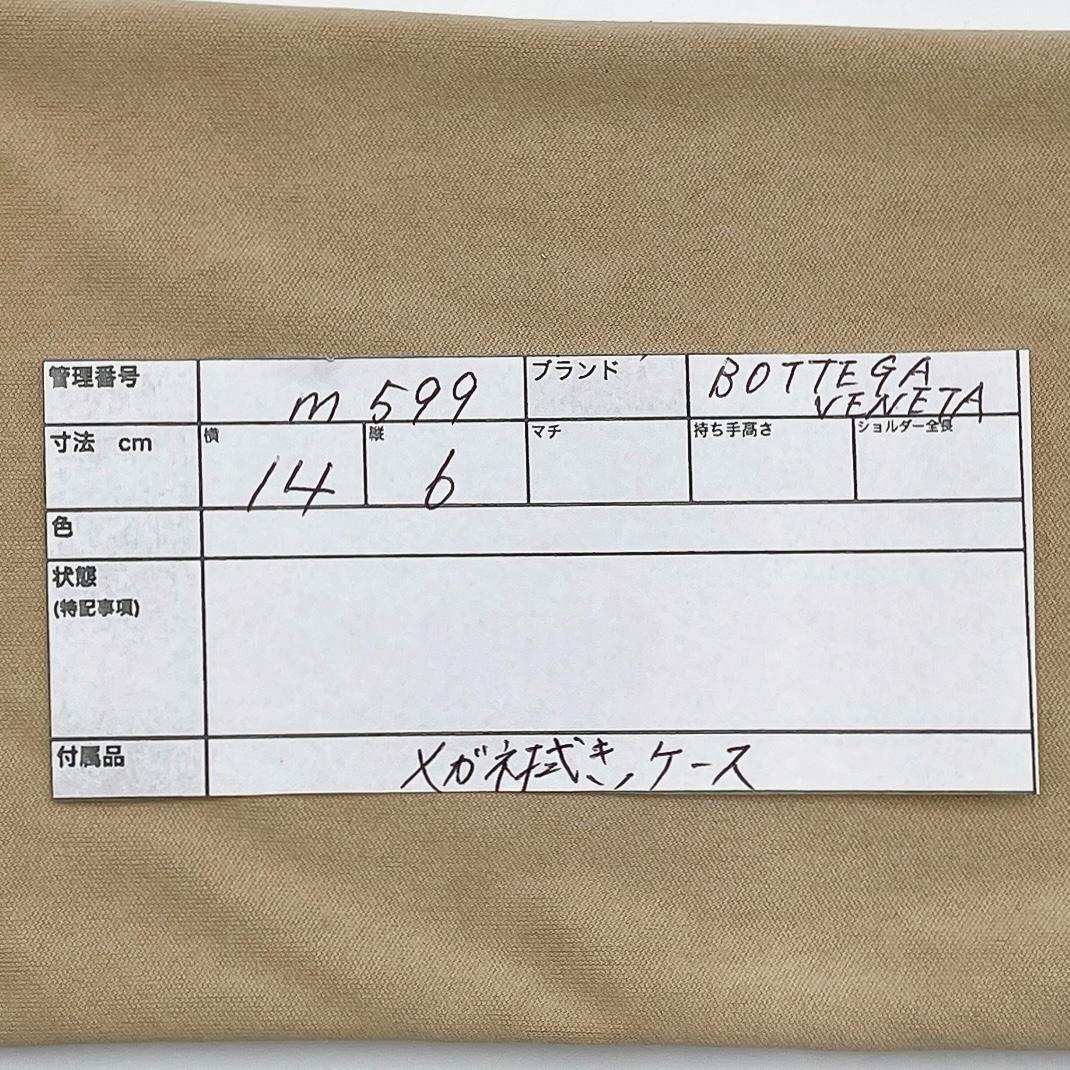 管理番号 m 599 ブランド BOTTEGA
VENETA
寸法 cm 横 14 縦 6 マチ 持ち手高さ ショルダー全長
色
状態
(特記事項)
付属品 メガネ拭き, ケース